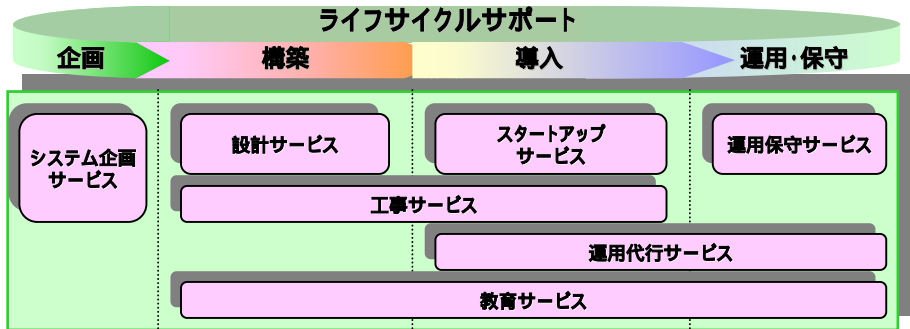 ライフサイクルサポート
企画
構築
導入
運用・保守
システム企画
サービス
設計サービス
スタートアップ
サービス
運用保守サービス
工事サービス
運用代行サービス
教育サービス